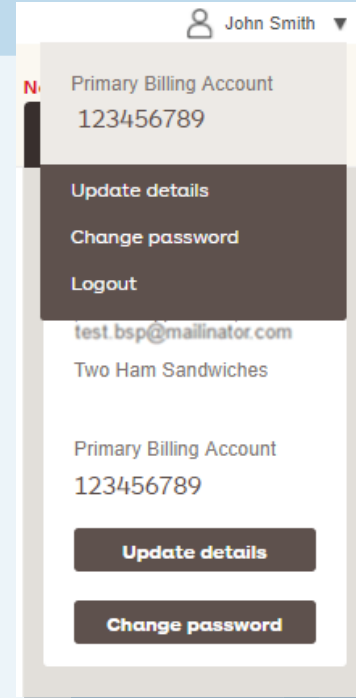 John Smith ▼
Primary Billing Account
123456789
Update details
Change password
Logout
test.bsp@mailinator.com
Two Ham Sandwiches
Primary Billing Account
123456789
Update details
Change password